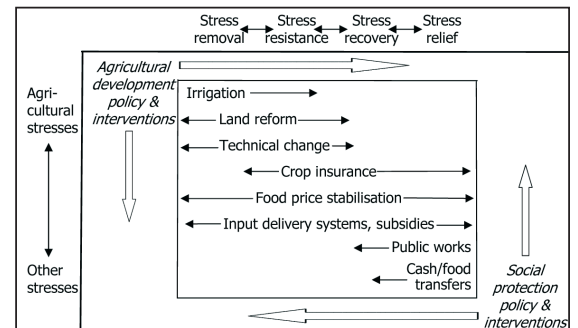 Stress removal
Stress resistance
Stress recovery
Stress relief
Agricultural
development
policy &
interventions
Agri-
cultural
stresses
Irrigation
Land reform
Technical change
Crop insurance
Food price stabilisation
Input delivery systems, subsidies
Public works
Cash/food
transfers
Other
stresses
Social
protection
policy &
interventions